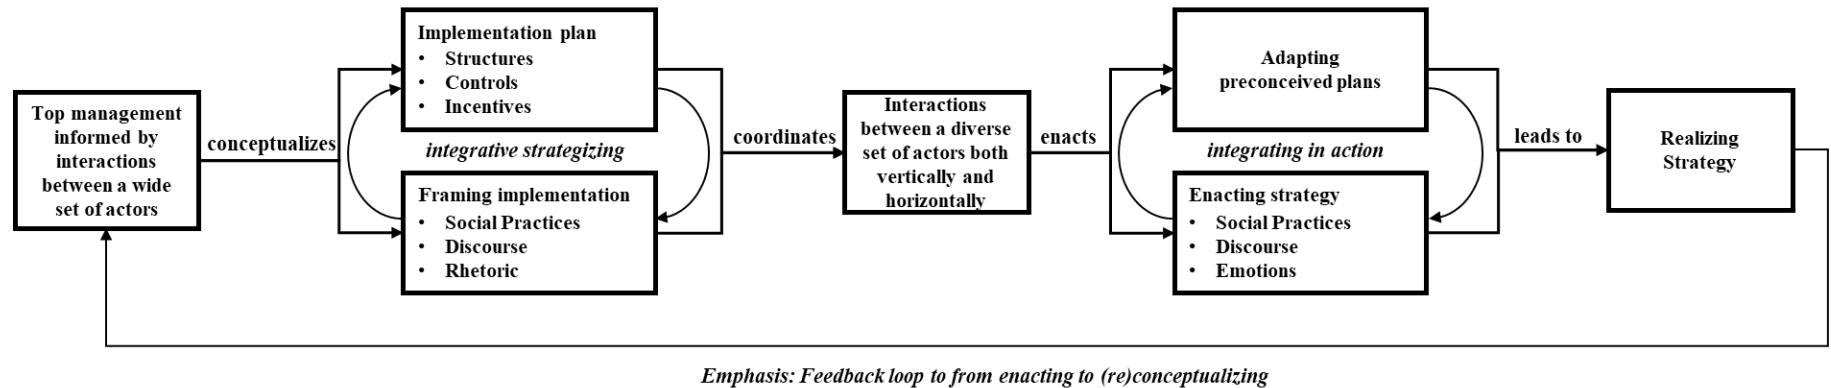 Top management
informed by
interactions
between a wide
set of actors
conceptualizes
Implementation plan
• Structures
• Controls
• Incentives
integrative strategizing
Framing implementation
• Social Practices
• Discourse
• Rhetoric
coordinates
Interactions
between a diverse
set of actors both
vertically and
horizontally
enacts
Adapting
preconceived plans
integrating in action
Enacting strategy
• Social Practices
• Discourse
• Emotions
leads to
Realizing
Strategy
Emphasis: Feedback loop to from enacting to (re)conceptualizing